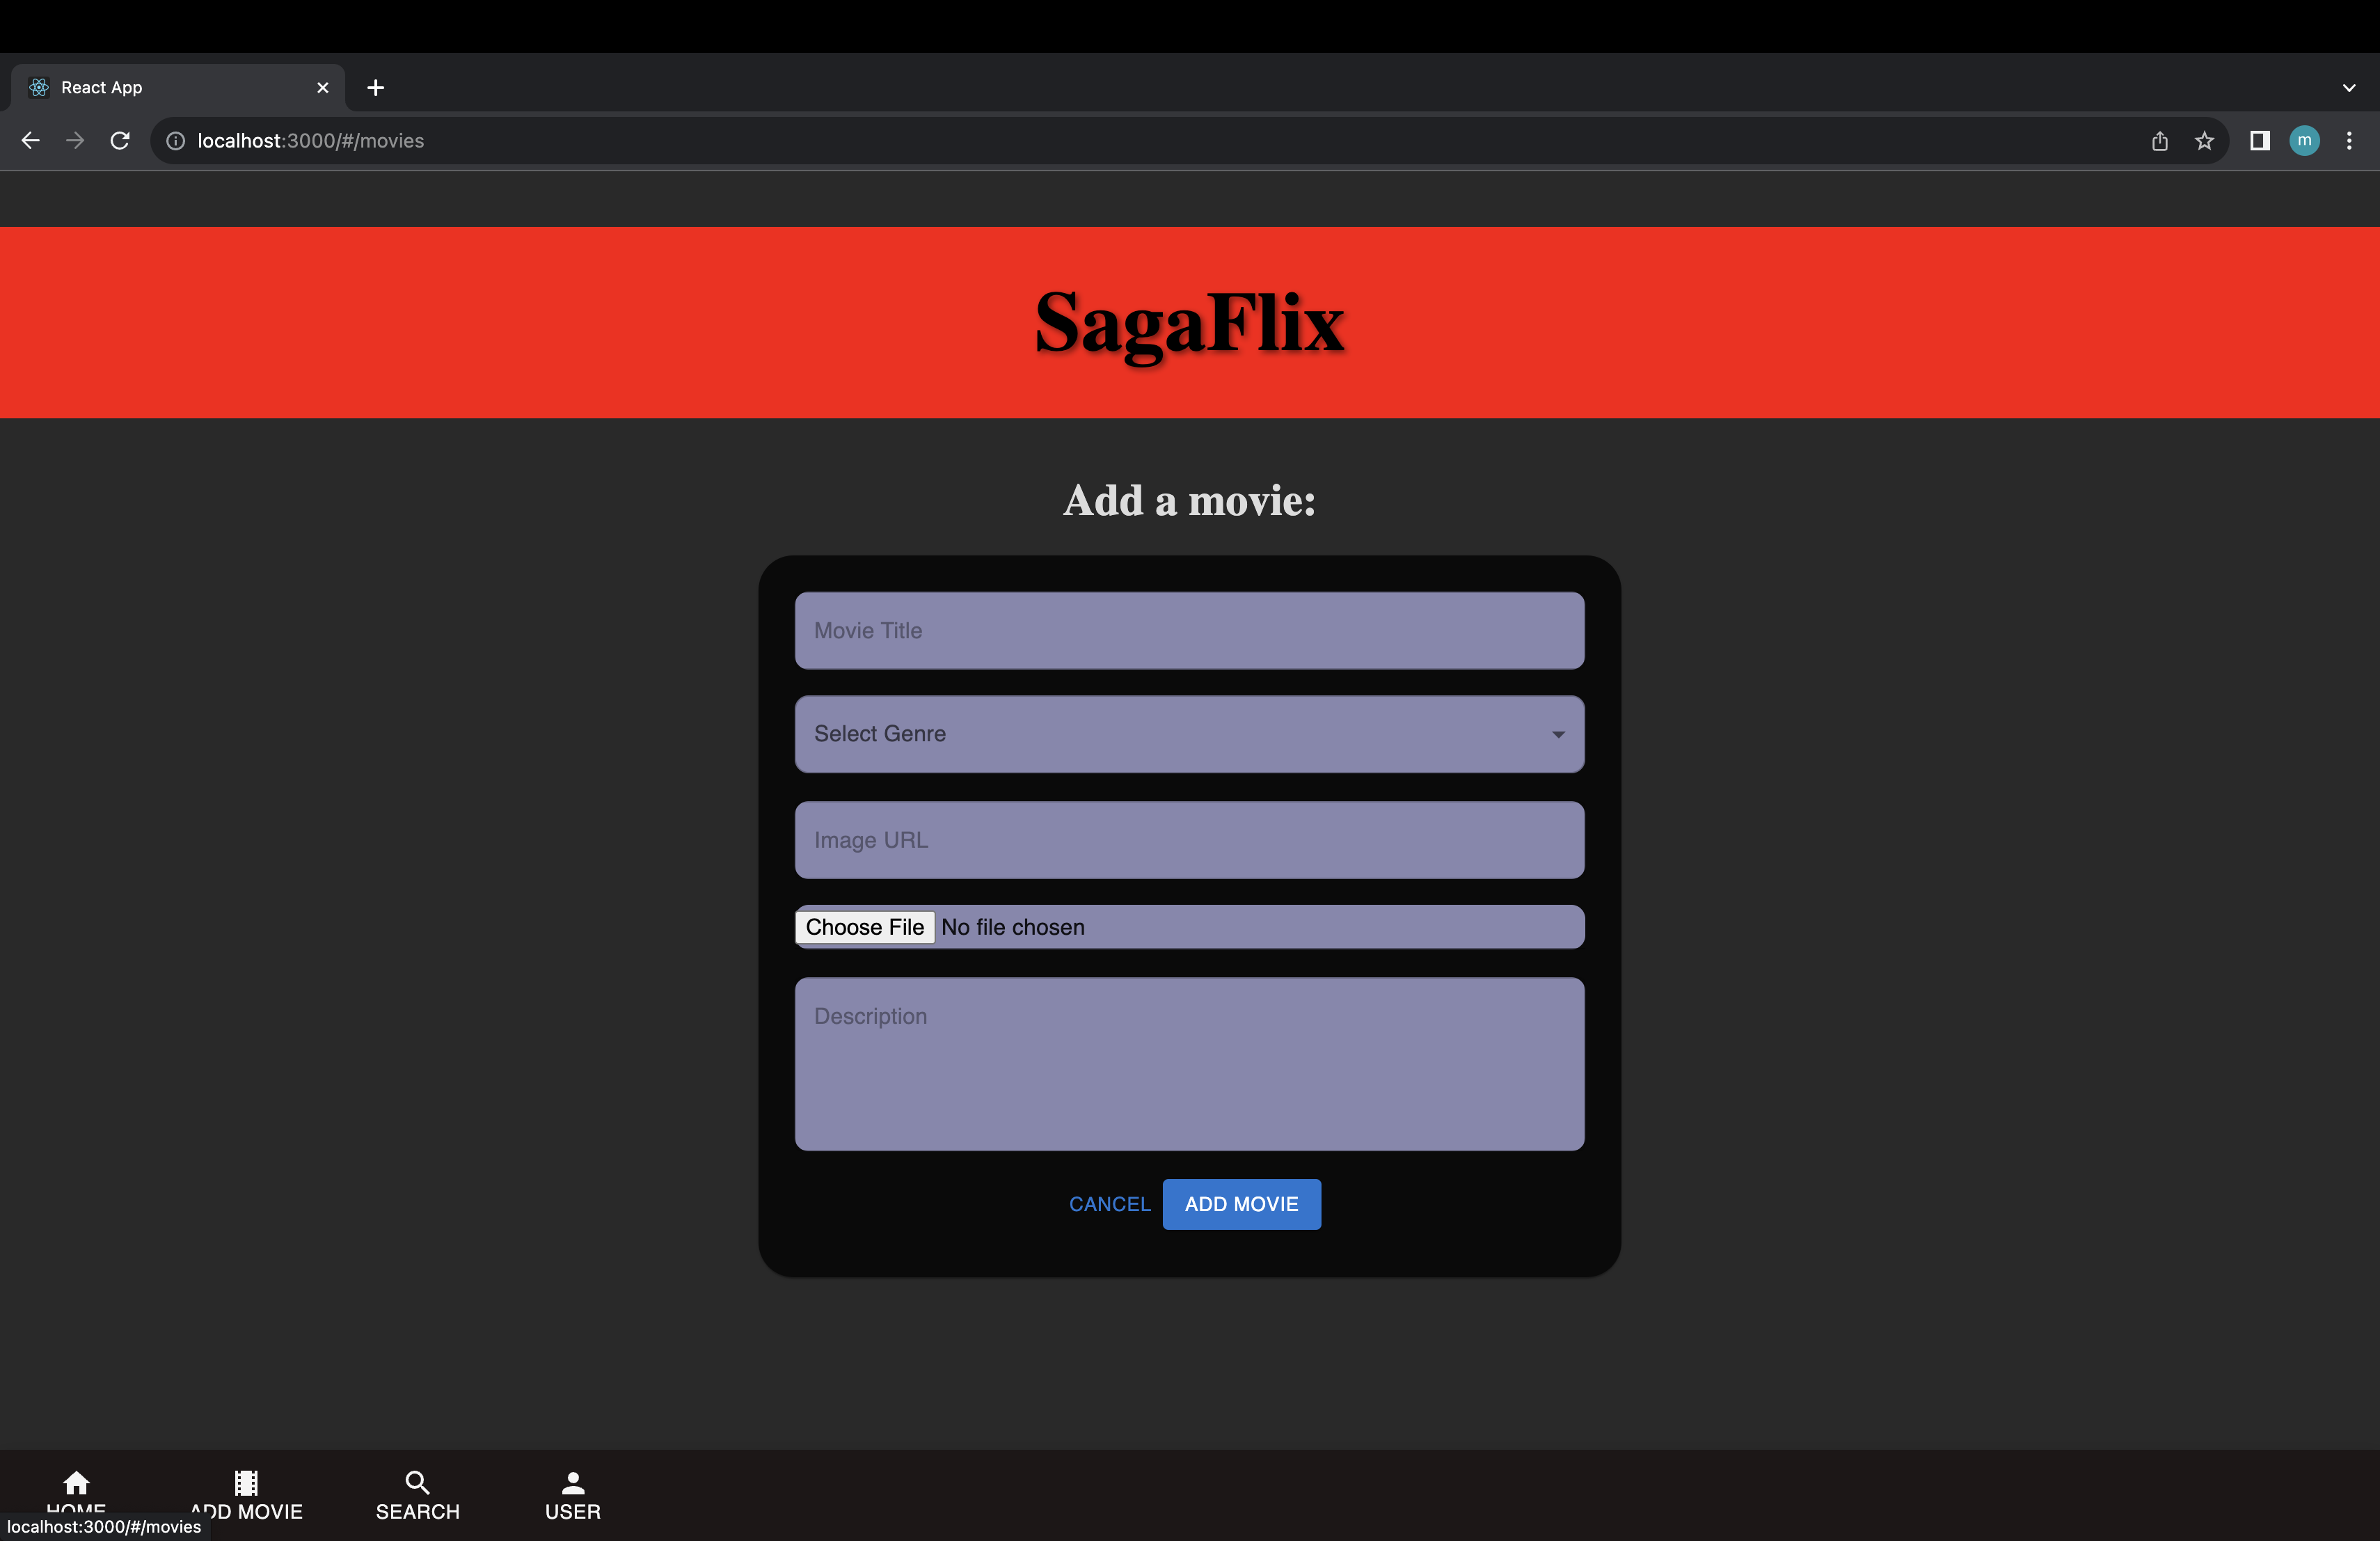 React App
localhost:3000/#/movies
m
SagaFlix
Add a movie:
Movie Title
Select Genre
Image URL
Choose File No file chosen
Description
CANCEL ADD MOVIE
HOME ADD MOVIE SEARCH USER
localhost:3000/#/movies